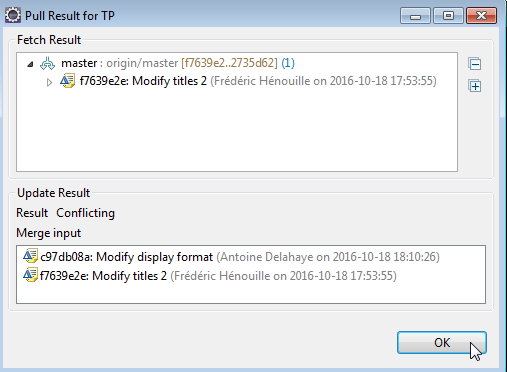 Pull Result for TP
Fetch Result
master : origin/master [f7639e2..2735d62] (1)
f7639e2e: Modify titles 2 (Frédéric Hénouille on 2016-10-18 17:53:55)
Update Result
Result Conflicting
Merge input
c97db08a: Modify display format (Antoine Delahaye on 2016-10-18 18:10:26)
f7639e2e: Modify titles 2 (Frédéric Hénouille on 2016-10-18 17:53:55)
OK